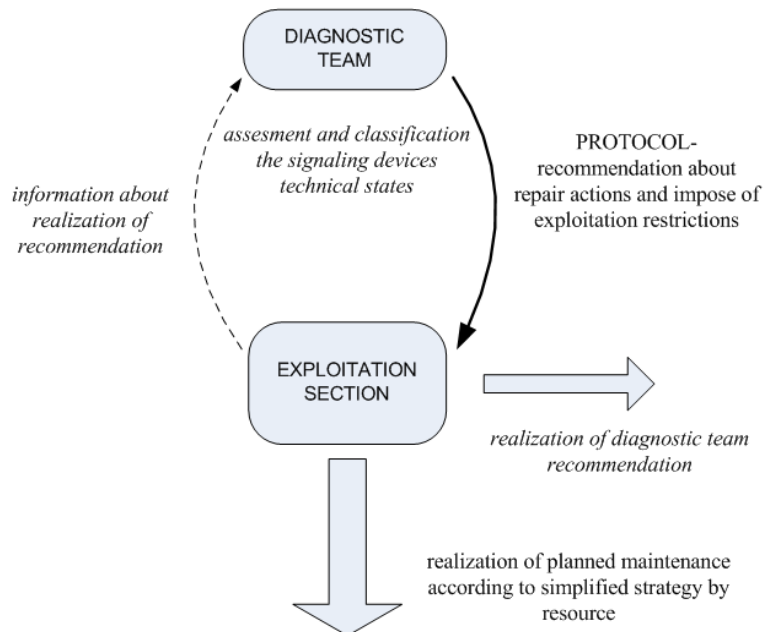 DIAGNOSTIC
TEAM
assesment and classification
the signaling devices
technical states
PROTOCOL-
recommendation about
repair actions and impose of
exploitation restrictions
information about
realization of
recommendation
EXPLOITATION
SECTION
realization of diagnostic team
recommendation
realization of planned maintenance
according to simplified strategy by
resource